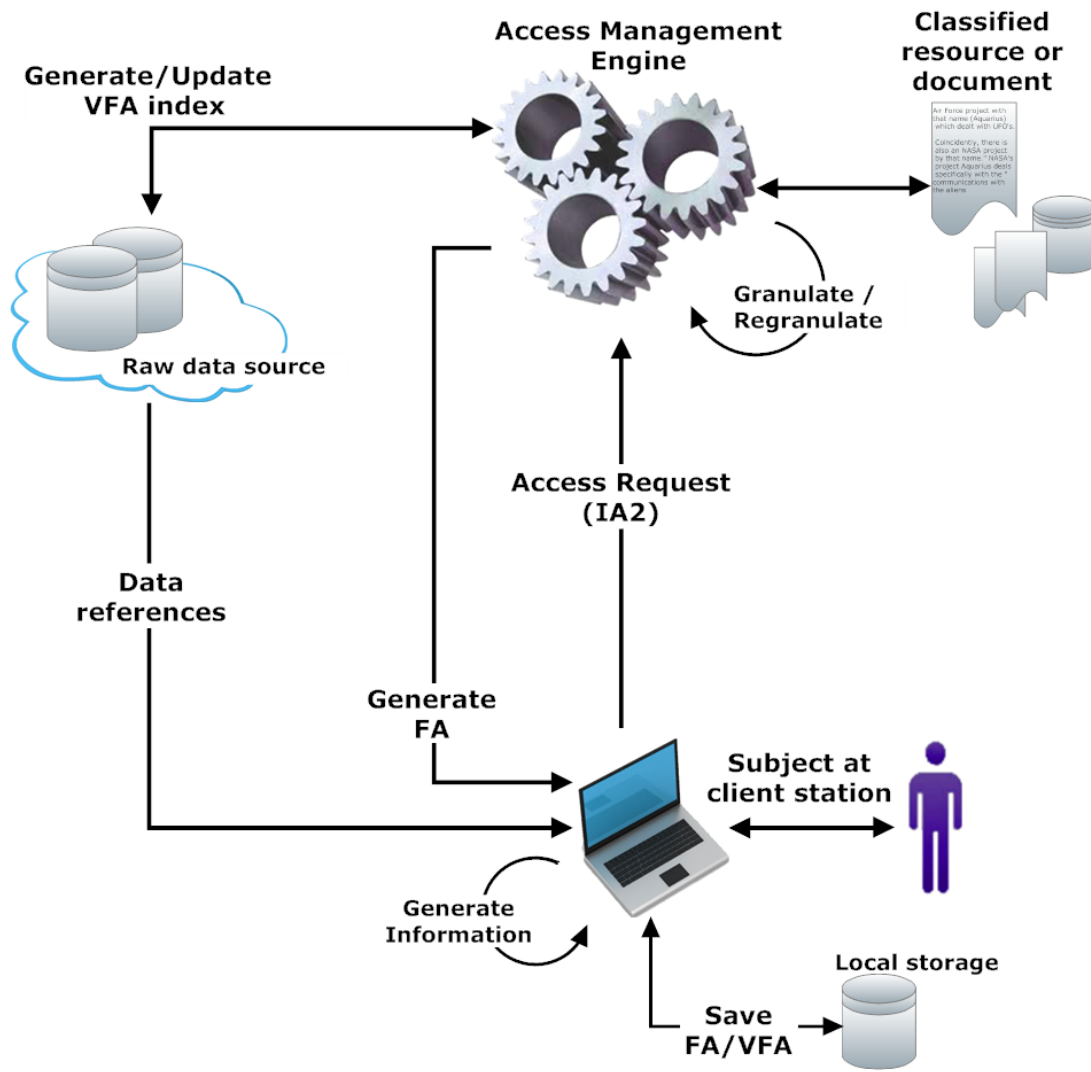 Access Management
Engine
Classified
resource or
document
Generate/Update
VFA index
Air Force project with
that name (Aquarius)
which dealt with UFO's.
Coincidently, there is
also an NASA project
by that name." NASA's
project Aquarius deals
specifically with the "
communications with
the aliens
Granulate /
Regranulate
Raw data source
Access Request
(IA2)
Data
references
Generate
FA
Subject at
client station
Generate
Information
Local storage
Save
FA/VFA